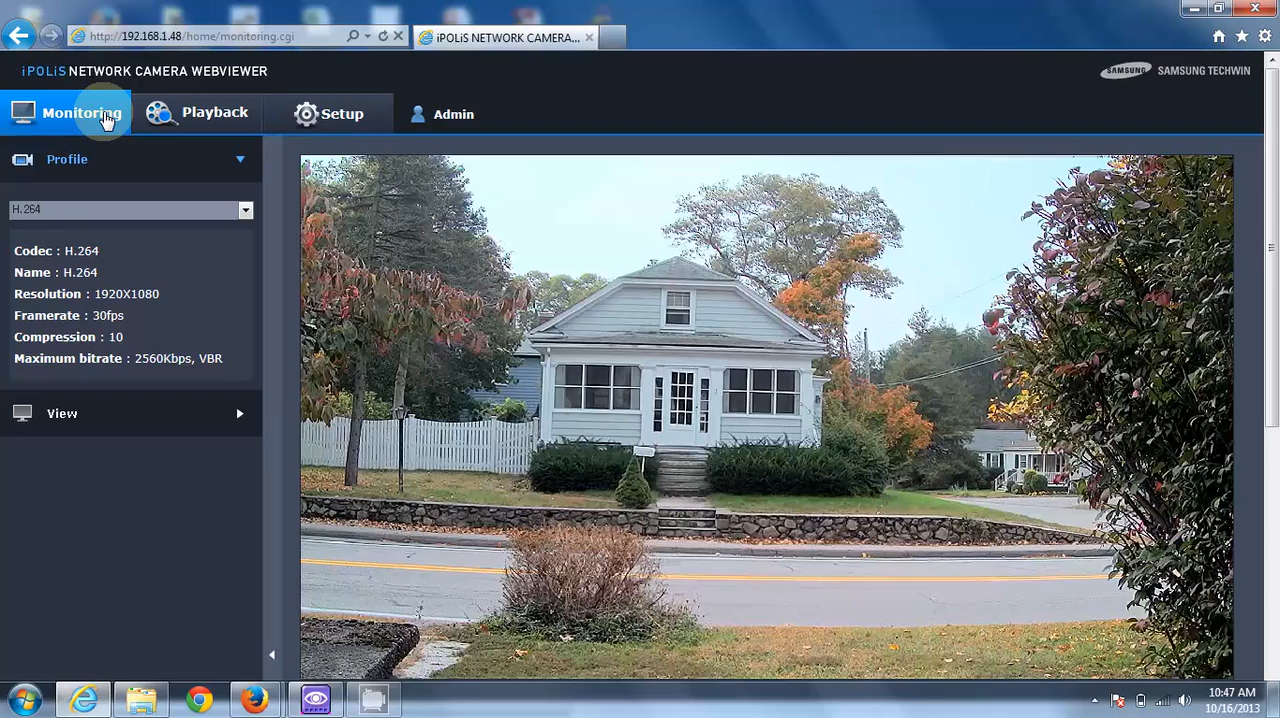 http://192.168.1.48/home/monitoring.cgi
iPOLiS NETWORK CAMERA...
iPOLiS NETWORK CAMERA WEBVIEWER
SAMSUNG SAMSUNG TECHWIN
Monitoring
Playback
Setup
Admin
Profile
H.264
Codec : H.264
Name : H.264
Resolution : 1920X1080
Framerate : 30fps
Compression : 10
Maximum bitrate : 2560Kbps, VBR
View
10:47 AM
10/16/2013